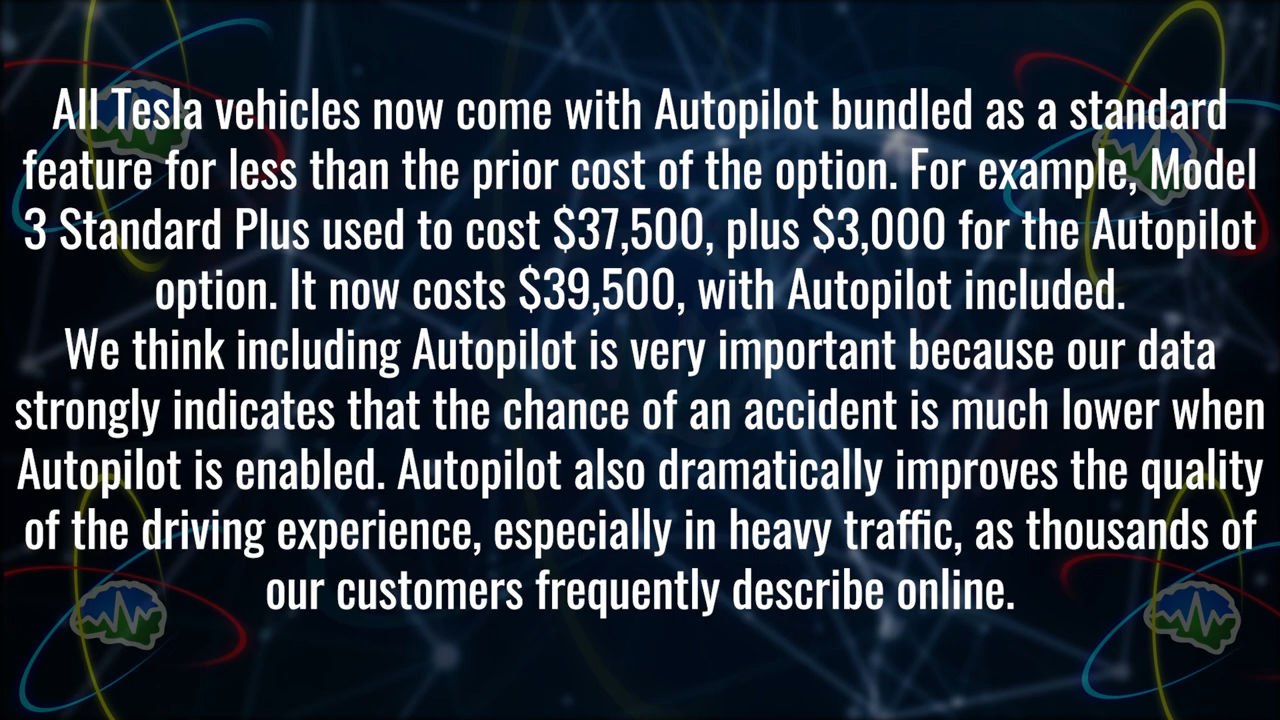 All Tesla vehicles now come with Autopilot bundled as a standard
feature for less than the prior cost of the option. For example, Model
3 Standard Plus used to cost $37,500, plus $3,000 for the Autopilot
option. It now costs $39,500, with Autopilot included.
We think including Autopilot is very important because our data
strongly indicates that the chance of an accident is much lower when
Autopilot is enabled. Autopilot also dramatically improves the quality
of the driving experience, especially in heavy traffic, as thousands of
our customers frequently describe online.